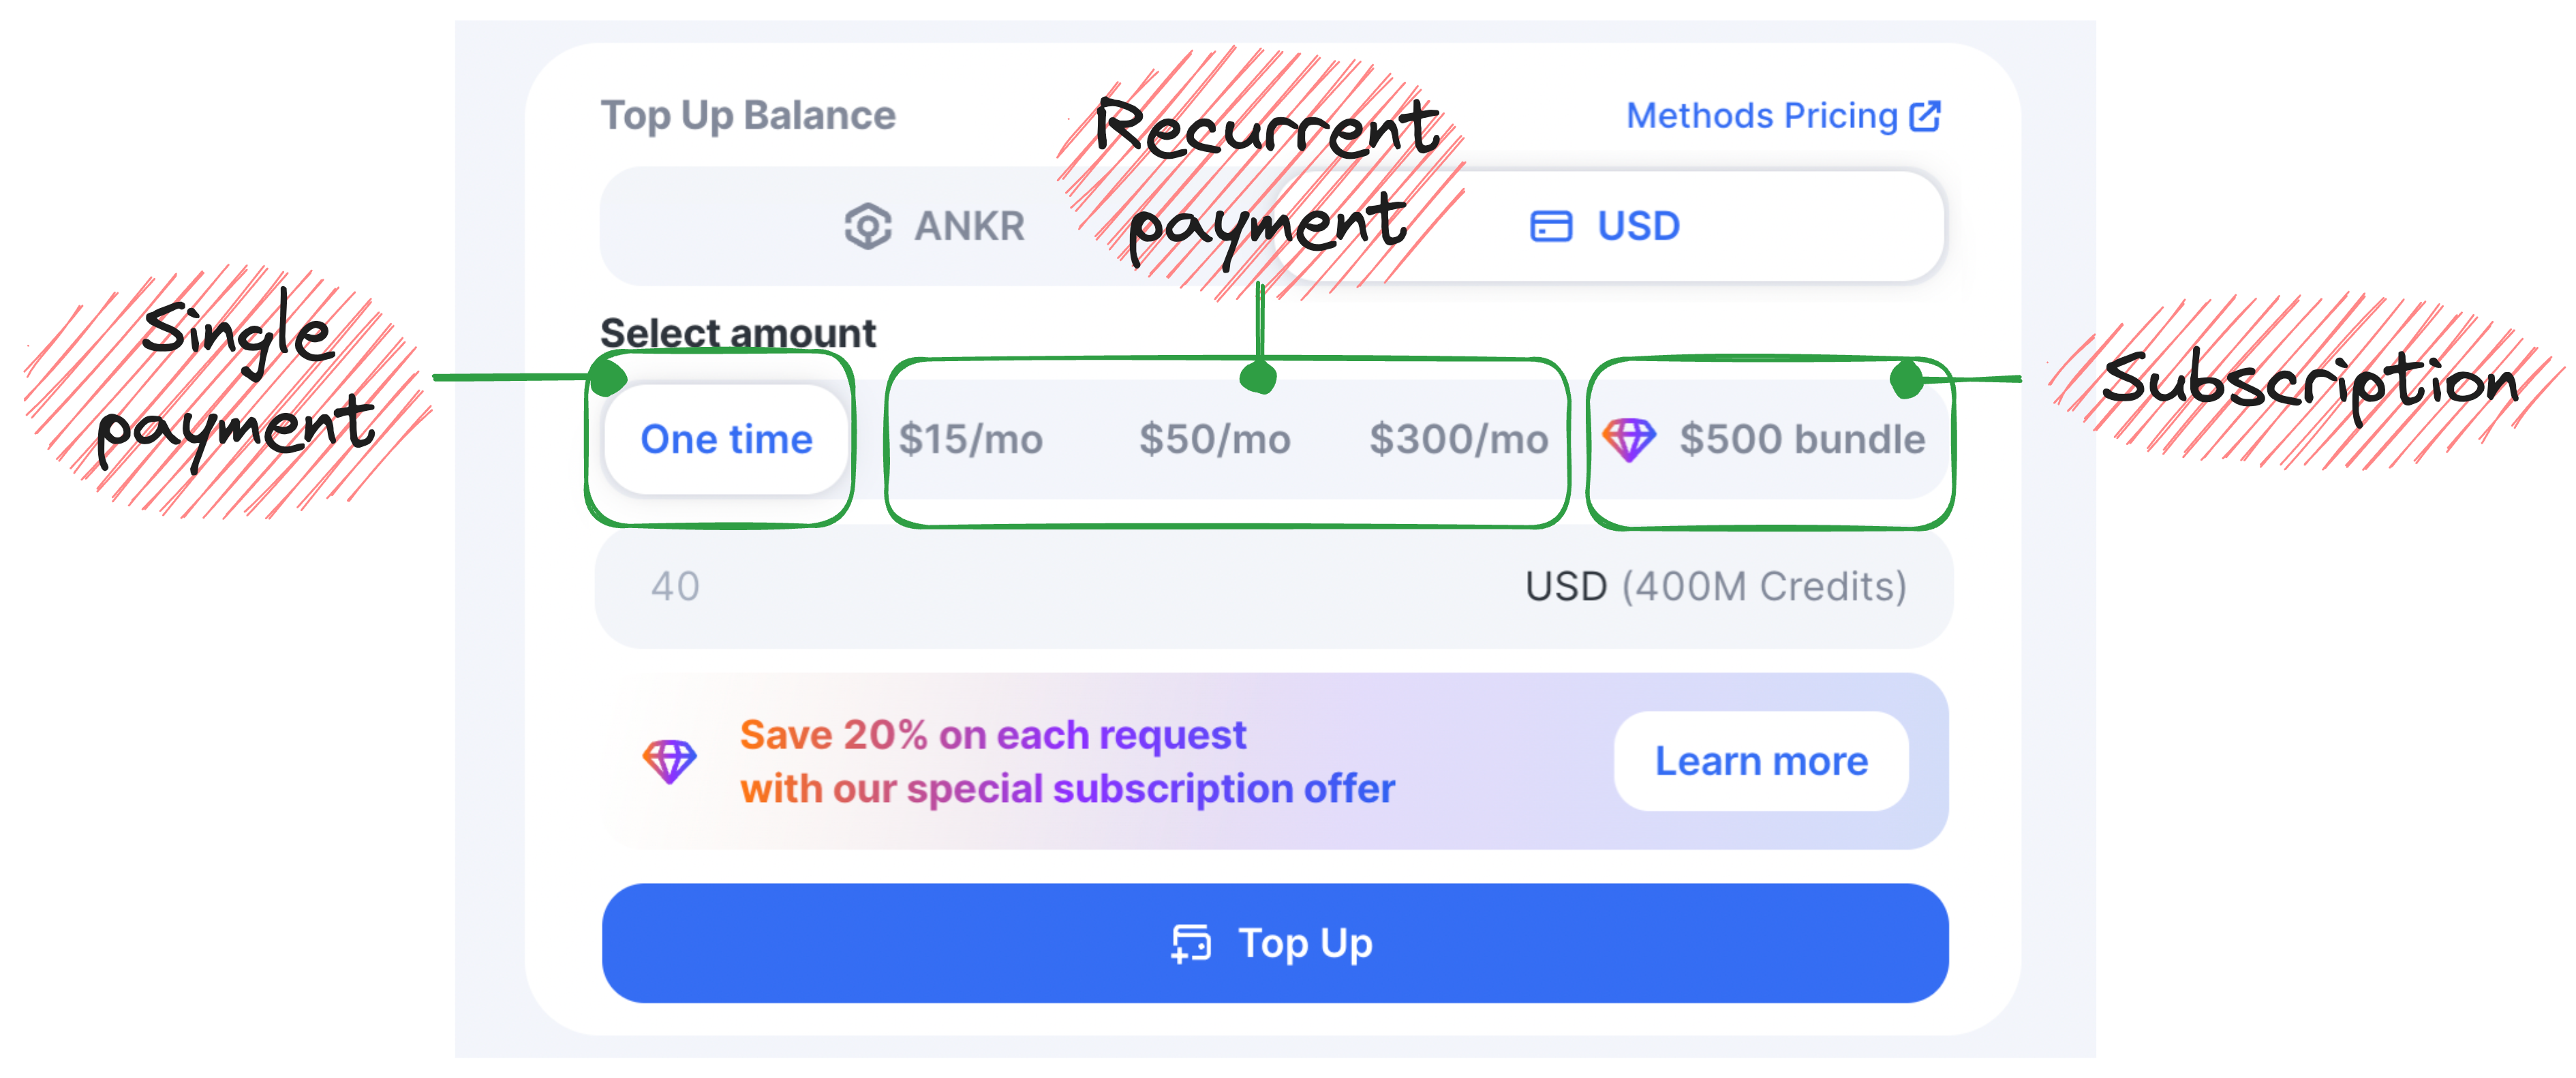 Top Up Balance
Methods Pricing
Recurrent
payment
ANKR
USD
Single
payment
Select amount
Subscription
One time
$15/mo
$50/mo
$300/mo
$500 bundle
40
USD (400M Credits)
Save 20% on each request
with our special subscription offer
Learn more
Top Up